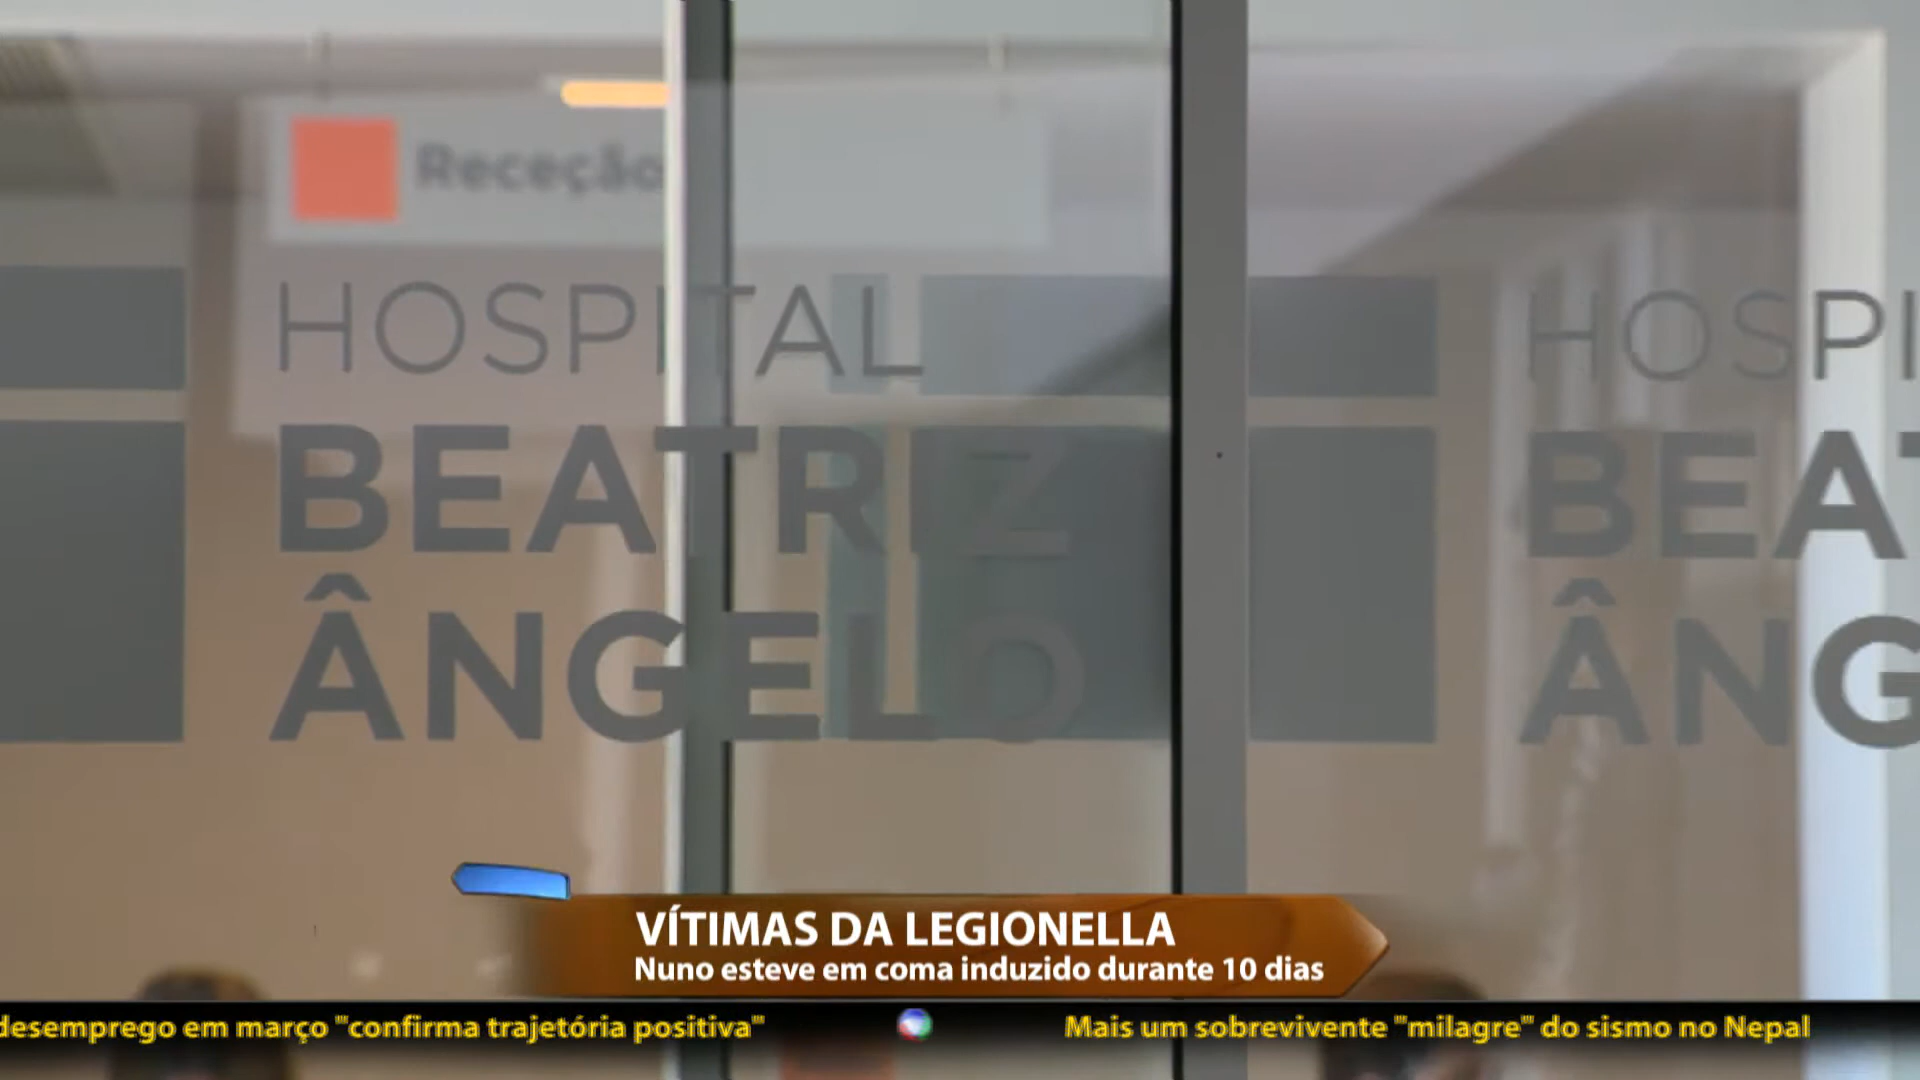 Receção
HOSPITAL
BEATRIZ
ÂNGELO
HOSPI
BEAT
ÂNG
VÍTIMAS DA LEGIONELLA
Nuno esteve em coma induzido durante 10 dias
desemprego em março "'confirma trajetória positiva"'
Mais um sobrevivente "'milagre"' do sismo no Nepal